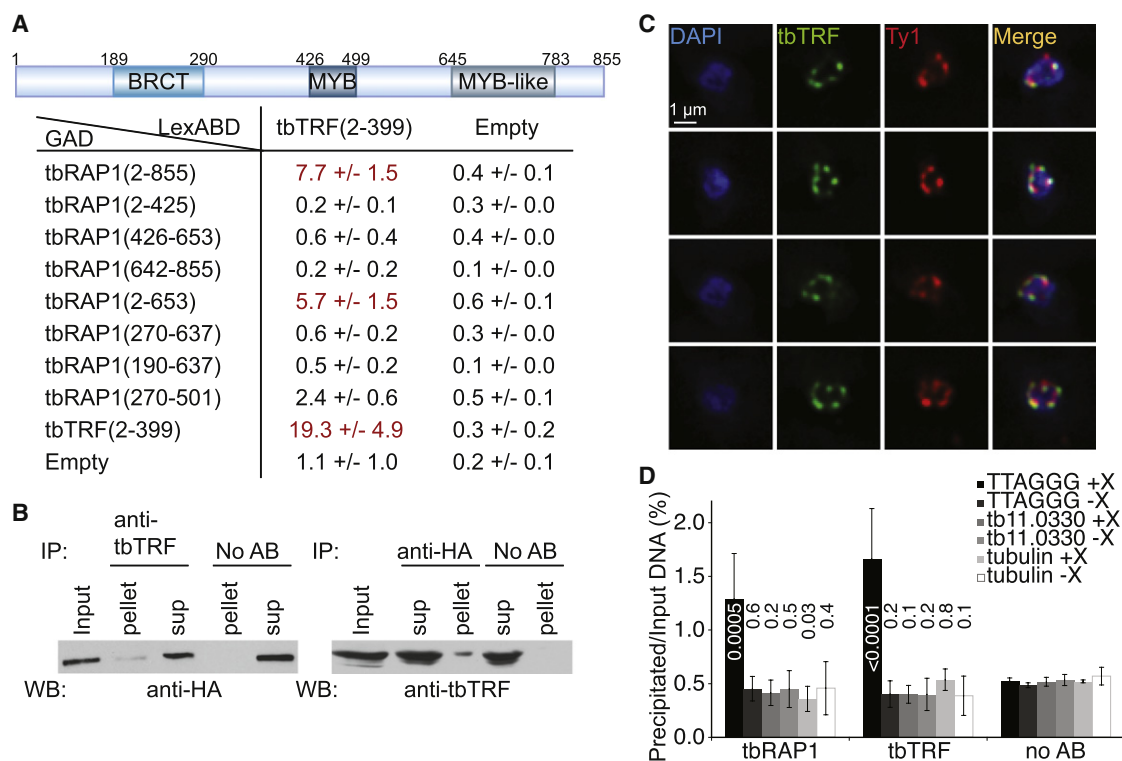 A
1 189 290 426 499 645 783 855
BRCT MYB MYB-like
GAD LexABD tbTRF(2-399) Empty
tbRAP1(2-855) 7.7 +/- 1.5 0.4 +/- 0.1
tbRAP1(2-425) 0.2 +/- 0.1 0.3 +/- 0.0
tbRAP1(426-653) 0.6 +/- 0.4 0.4 +/- 0.0
tbRAP1(642-855) 0.2 +/- 0.2 0.1 +/- 0.0
tbRAP1(2-653) 5.7 +/- 1.5 0.6 +/- 0.1
tbRAP1(270-637) 0.6 +/- 0.2 0.3 +/- 0.0
tbRAP1(190-637) 0.5 +/- 0.2 0.1 +/- 0.0
tbRAP1(270-501) 2.4 +/- 0.6 0.5 +/- 0.1
tbTRF(2-399) 19.3 +/- 4.9 0.3 +/- 0.2
Empty 1.1 +/- 1.0 0.2 +/- 0.1
B
IP: anti-
tbTRF No AB
Input pellet sup pellet sup
WB: anti-HA
IP: anti-HA No AB
Input sup pellet sup pellet
WB: anti-tbTRF
C
DAPI tbTRF Ty1 Merge
1 µm
D
TTAGGG +X
TTAGGG -X
tb11.0330 +X
tb11.0330 -X
tubulin +X
tubulin -X
Precipitated/Input DNA (%)
2.0
1.5
1.0
0.5
0.0
0.0005 0.6 0.2 0.5 0.03 0.4
<0.0001 0.2 0.1 0.2 0.8 0.1
tbRAP1 tbTRF no AB